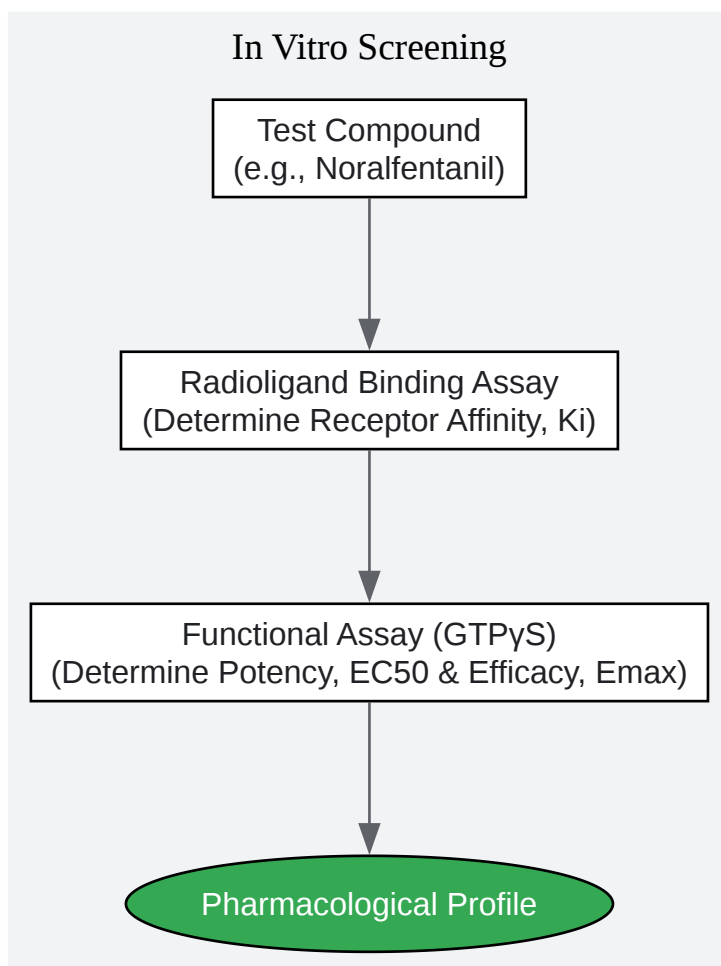 In Vitro Screening
Test Compound
(e.g., Noralfentanil)
Radioligand Binding Assay
(Determine Receptor Affinity, Ki)
Functional Assay (GTPγS)
(Determine Potency, EC50 & Efficacy, Emax)
Pharmacological Profile